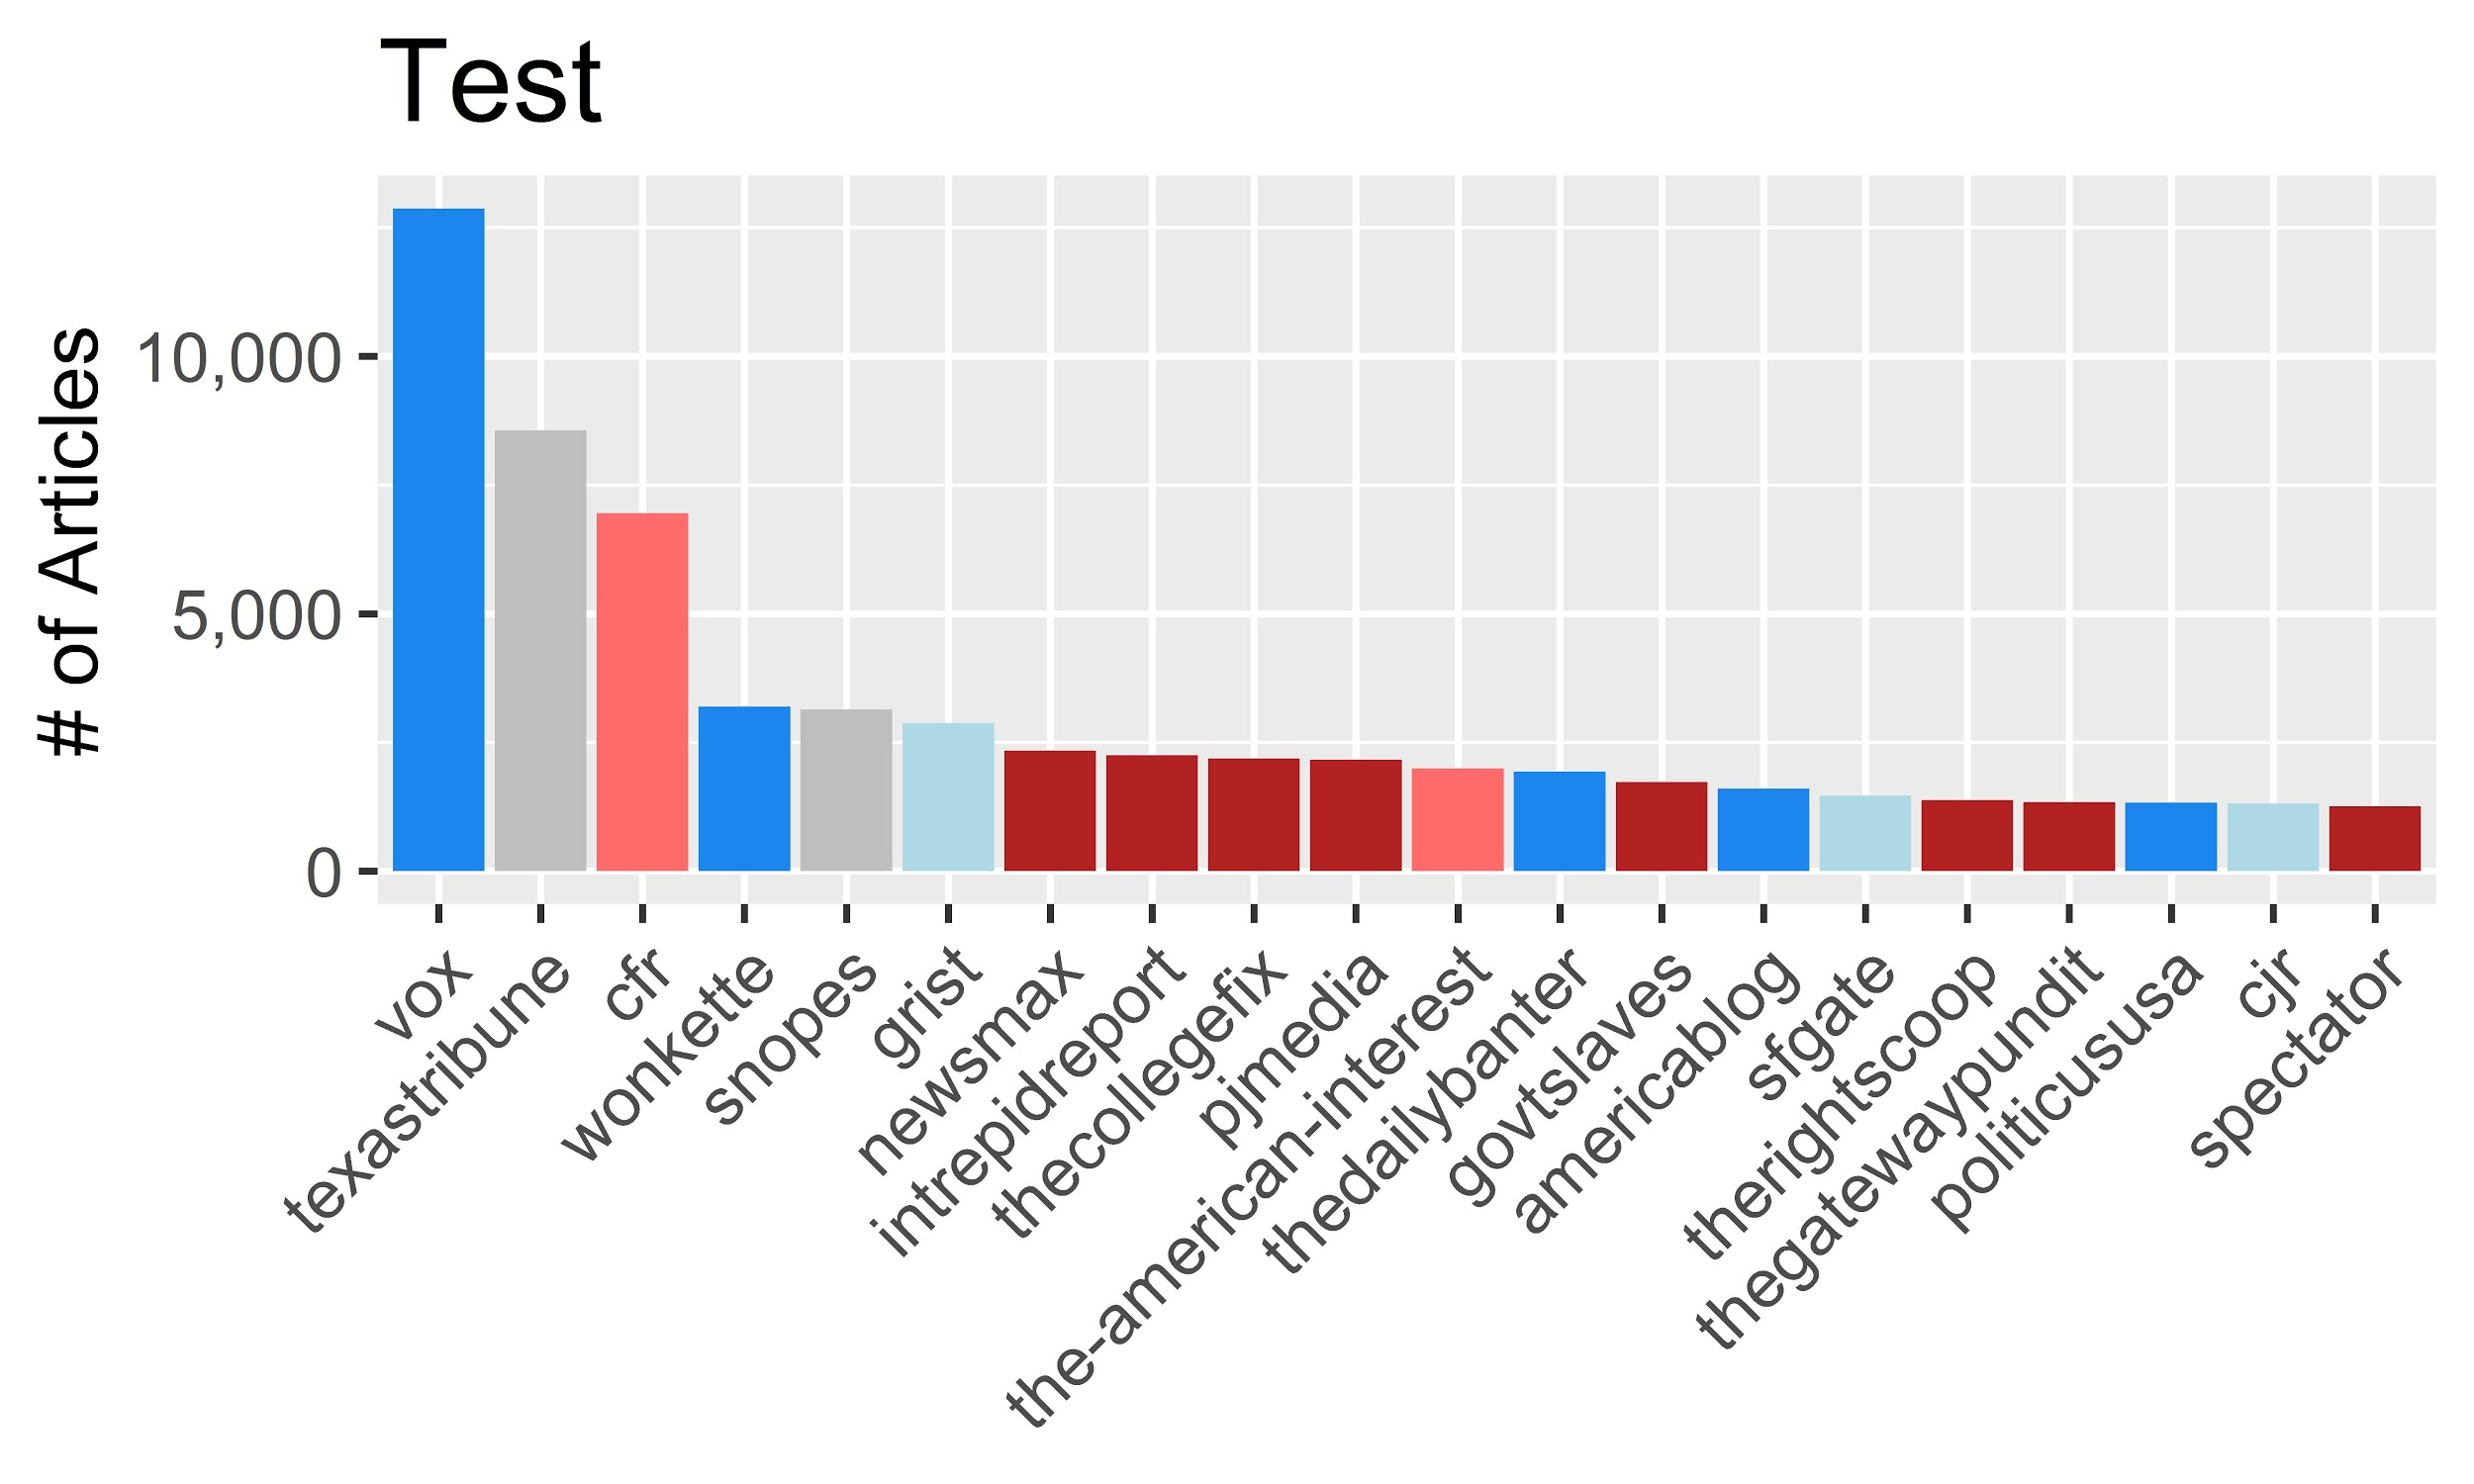 Test
# of Articles
10,000
5,000
0
vox
texastribune
cfr
wonkette
snopes
grist
newsmax
intrepidreport
thecollegefix
pjmedia
the-american-interest
thedailybanter
govtslaves
americablog
sfgate
therightscoop
thegatewaypundit
politicususa
cjr
spectator